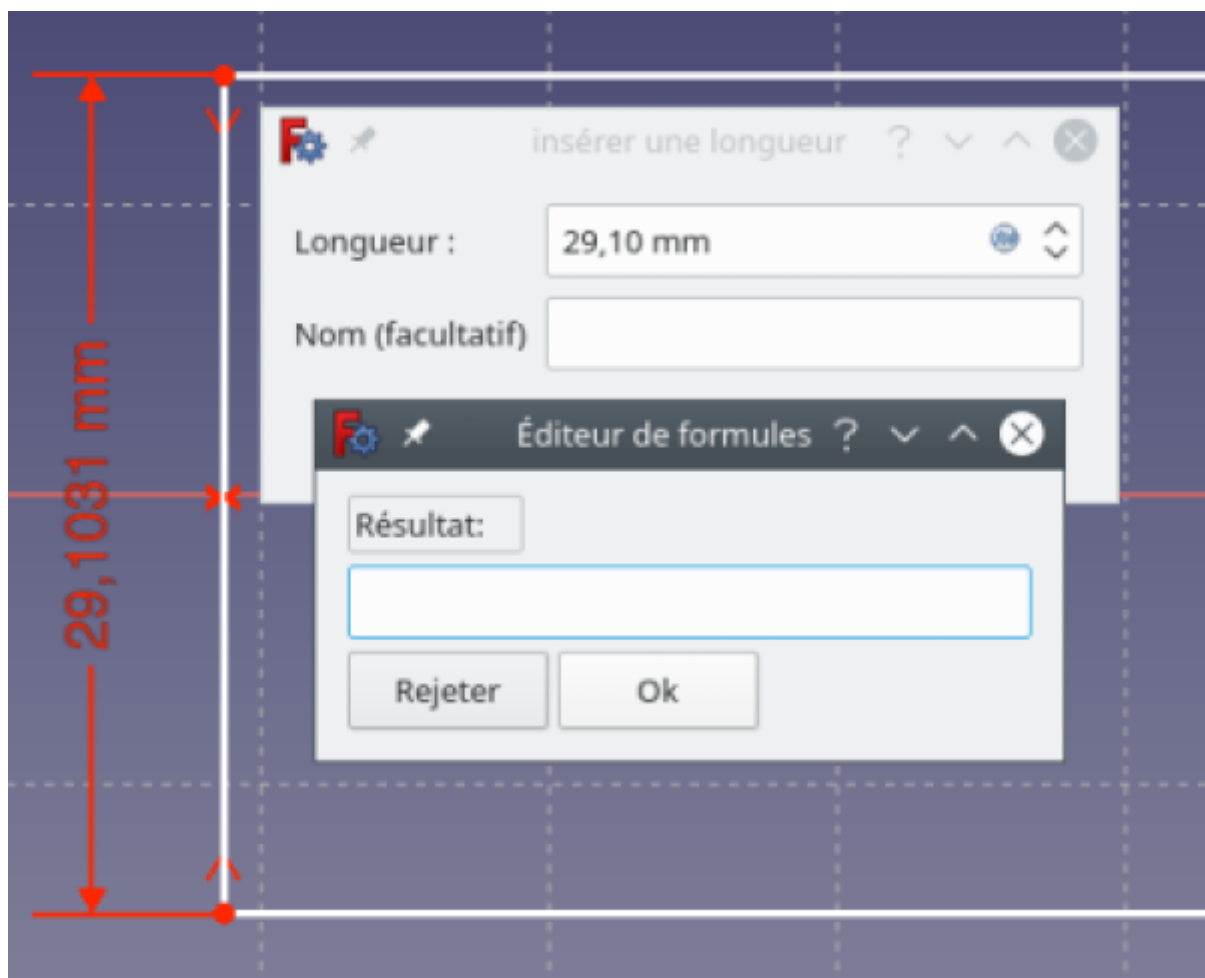 insérer une longueur
Longueur :
29,10 mm
Nom (facultatif)
29,1031 mm
Éditeur de formules
Résultat:
Rejeter
Ok